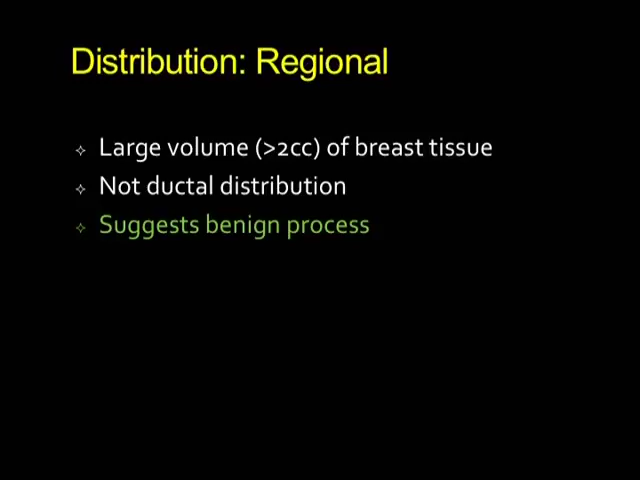 Distribution: Regional
Large volume (>2cc) of breast tissue
Not ductal distribution
Suggests benign process